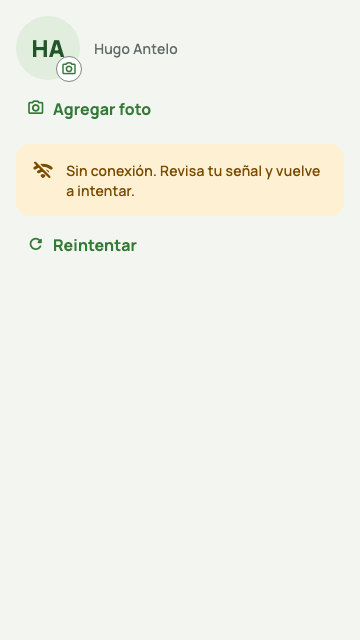 HA
Hugo Antelo
Agregar foto
Sin conexión. Revisa tu señal y vuelve
a intentar.
Reintentar